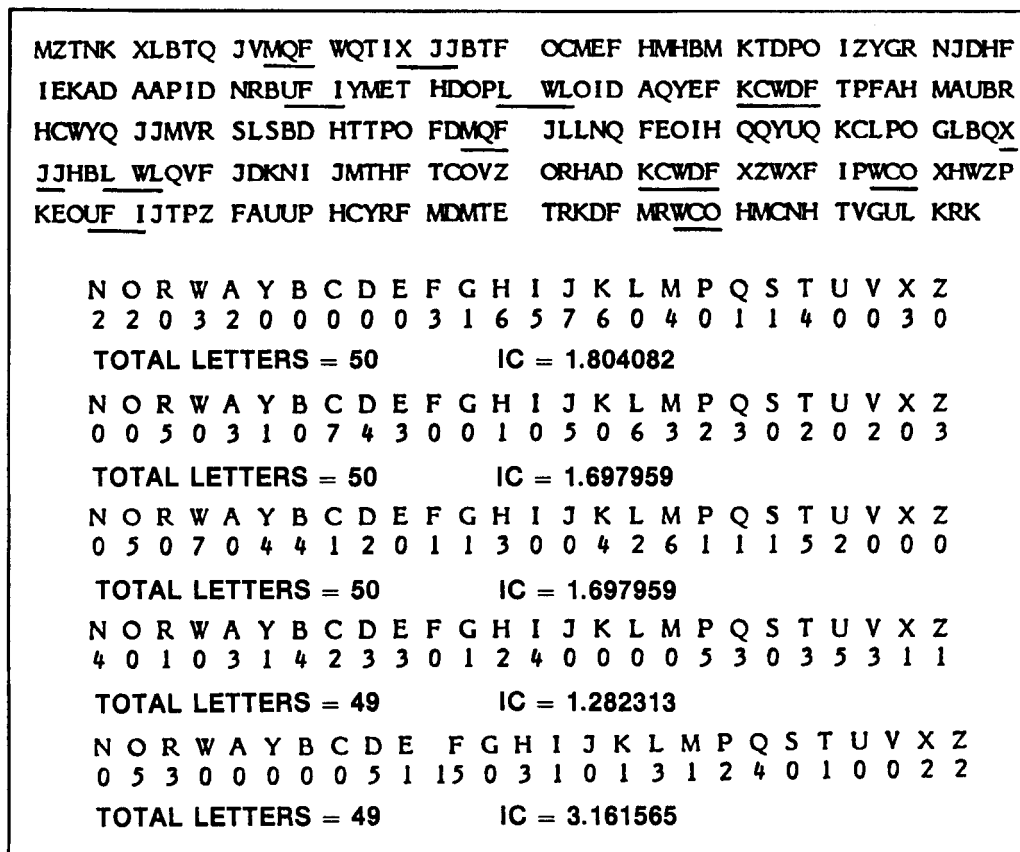 MZTNK XLBTQ JVMQF WQTIX JJBTF OCMEF HMHBM KTDPO IZYGR NJDHF
IEKAD AAPID NRBUF IYMET HDOPL WLOID AQYEF KCWDF TPFAH MAUBR
HCWYQ JJMVR SLSBD HTTPO FDMQF JLLNQ FEOIH QQYUQ KCLPO GLBQX
JJHBL WLQVF JDKNI JMTHF TCOVZ ORHAD KCWDF XZWXF IPWCO XHWZP
KEOUF IJTPZ FAUUP HCYRF MDMTE TRKDF MRWCO HMCNH TVGUL KRK
N O R W A Y B C D E F G H I J K L M P Q S T U V X Z
2 2 0 3 2 0 0 0 0 0 3 1 6 5 7 6 0 4 0 1 1 4 0 0 3 0
TOTAL LETTERS = 50 IC = 1.804082
N O R W A Y B C D E F G H I J K L M P Q S T U V X Z
0 0 5 0 3 1 0 7 4 3 0 0 1 0 5 0 6 3 2 3 0 2 0 2 0 3
TOTAL LETTERS = 50 IC = 1.697959
N O R W A Y B C D E F G H I J K L M P Q S T U V X Z
0 5 0 7 0 4 4 1 2 0 1 1 3 0 0 4 2 6 1 1 1 5 2 0 0 0
TOTAL LETTERS = 50 IC = 1.697959
N O R W A Y B C D E F G H I J K L M P Q S T U V X Z
4 0 1 0 3 1 4 2 3 3 0 1 2 4 0 0 0 0 5 3 0 3 5 3 1 1
TOTAL LETTERS = 49 IC = 1.282313
N O R W A Y B C D E F G H I J K L M P Q S T U V X Z
0 5 3 0 0 0 0 0 5 1 15 0 3 1 0 1 3 1 2 4 0 1 0 0 2 2
TOTAL LETTERS = 49 IC = 3.161565